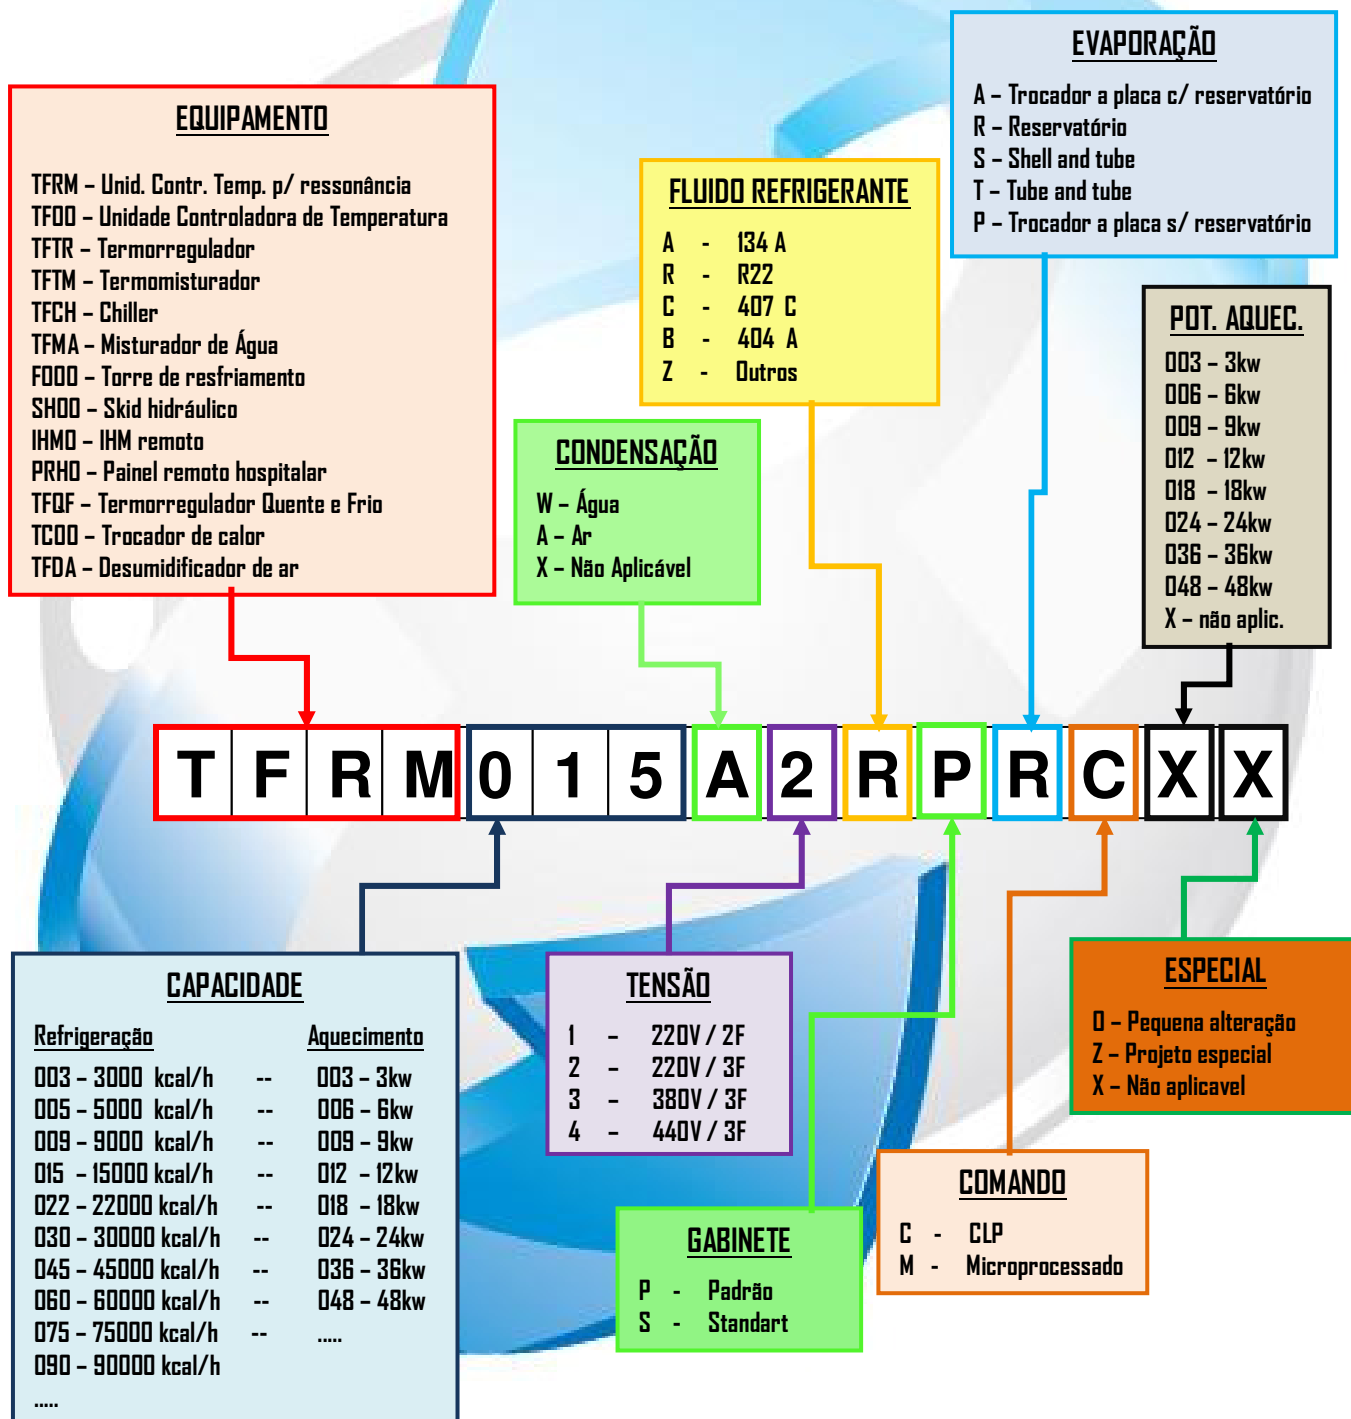 EVAPORAÇÃO
A – Trocador a placa c/ reservatório
R – Reservatório
S – Shell and tube
T – Tube and tube
P – Trocador a placa s/ reservatório
EQUIPAMENTO
TFRM – Unid. Contr. Temp. p/ ressonância
TF00 – Unidade Controladora de Temperatura
TFTR – Termorregulador
TFTM – Termomisturador
TFCH – Chiller
TFMA – Misturador de Água
F000 – Torre de resfriamento
SH00 – Skid hidráulico
IHM0 – IHM remoto
PRH0 – Painel remoto hospitalar
TFQF – Termorregulador Quente e Frio
TC00 – Trocador de calor
TFDA – Desumidificador de ar
FLUIDO REFRIGERANTE
A - 134 A
R - R22
C - 407 C
B - 404 A
Z - Outros
POT. AQUEC.
003 – 3kw
006 – 6kw
009 – 9kw
012 – 12kw
018 – 18kw
024 – 24kw
036 – 36kw
048 – 48kw
X – não aplic.
CONDENSAÇÃO
W – Água
A – Ar
X – Não Aplicável
T F R M 0 1 5 A 2 R P R C X X
CAPACIDADE
Refrigeração Aquecimento
003 – 3000 kcal/h -- 003 – 3kw
005 – 5000 kcal/h -- 006 – 6kw
009 – 9000 kcal/h -- 009 – 9kw
015 – 15000 kcal/h -- 012 – 12kw
022 – 22000 kcal/h -- 018 – 18kw
030 – 30000 kcal/h -- 024 – 24kw
045 – 45000 kcal/h -- 036 – 36kw
060 – 60000 kcal/h -- 048 – 48kw
075 – 75000 kcal/h -- .....
090 – 90000 kcal/h
.....
TENSÃO
1 – 220V / 2F
2 – 220V / 3F
3 – 380V / 3F
4 – 440V / 3F
ESPECIAL
0 – Pequena alteração
Z – Projeto especial
X – Não aplicavel
COMANDO
C - CLP
M - Microprocessado
GABINETE
P - Padrão
S - Standart